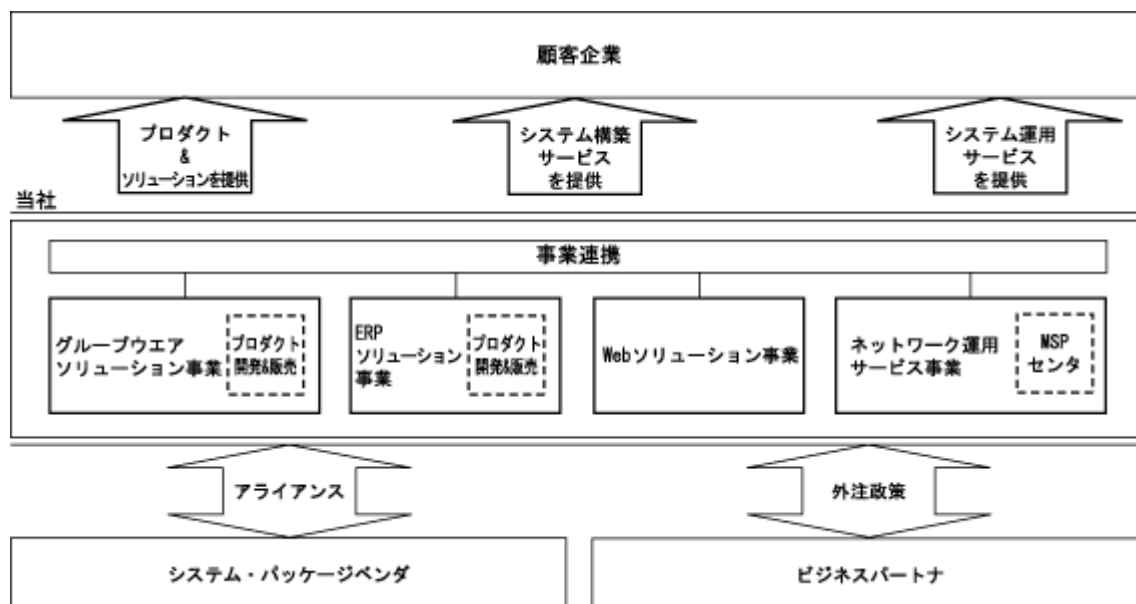 顧客企業
プロダクト
&
ソリューションを提供
システム構築
サービス
を提供
システム運用
サービス
を提供
当社
事業連携
グループウエア
ソリューション事業
プロダクト
開発&販売
ERP
ソリューション
事業
プロダクト
開発&販売
Webソリューション事業
ネットワーク運用
サービス事業
MSP
センタ
アライアンス
外注政策
システム・パッケージベンダ
ビジネスパートナ